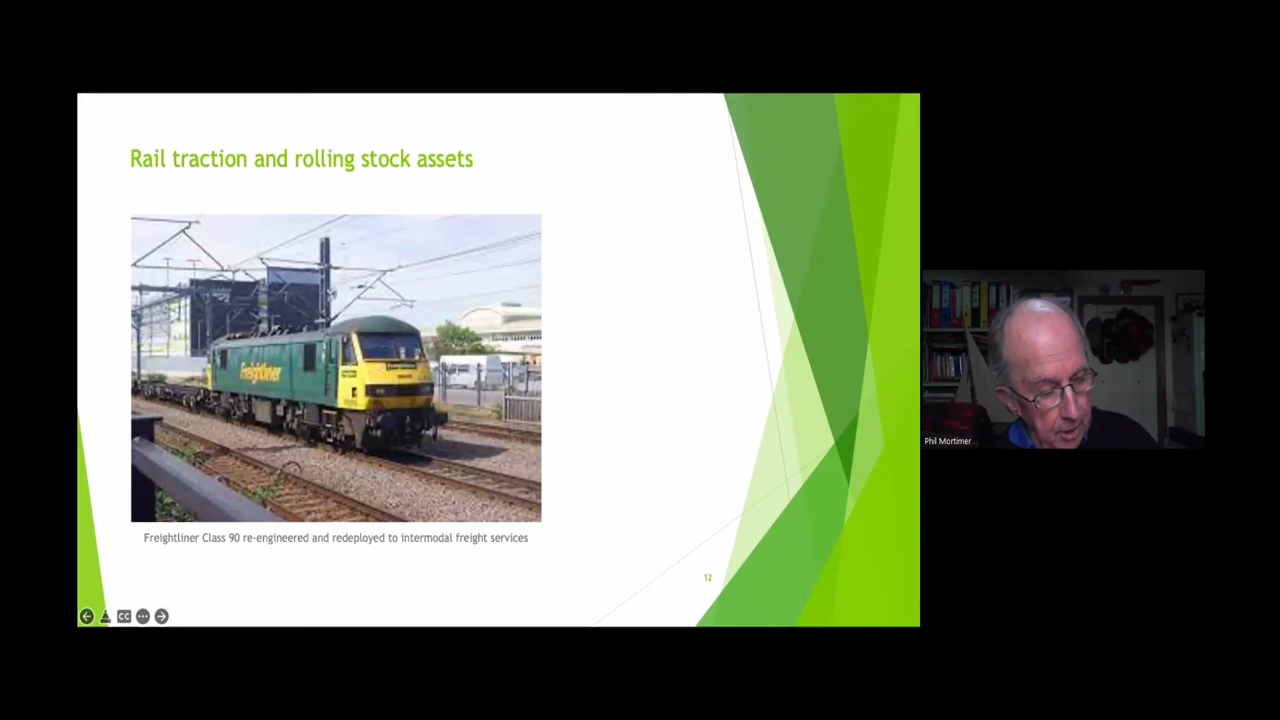 Rail traction and rolling stock assets
Freightliner
Freightliner Class 90 re-engineered and redeployed to intermodal freight services
12
CC
Phil Mortimer